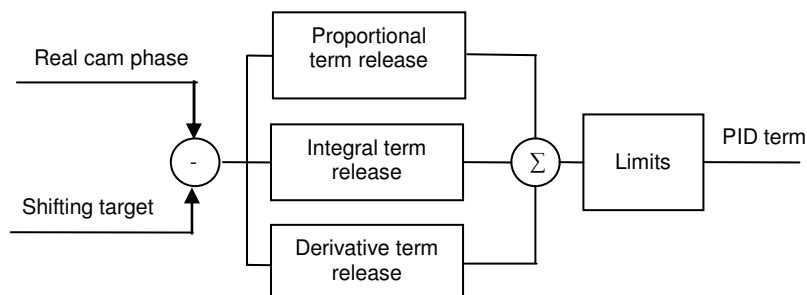 Proportional
term release
Real cam phase
Integral term
release
-
Σ
Limits
PID term
Shifting target
Derivative term
release